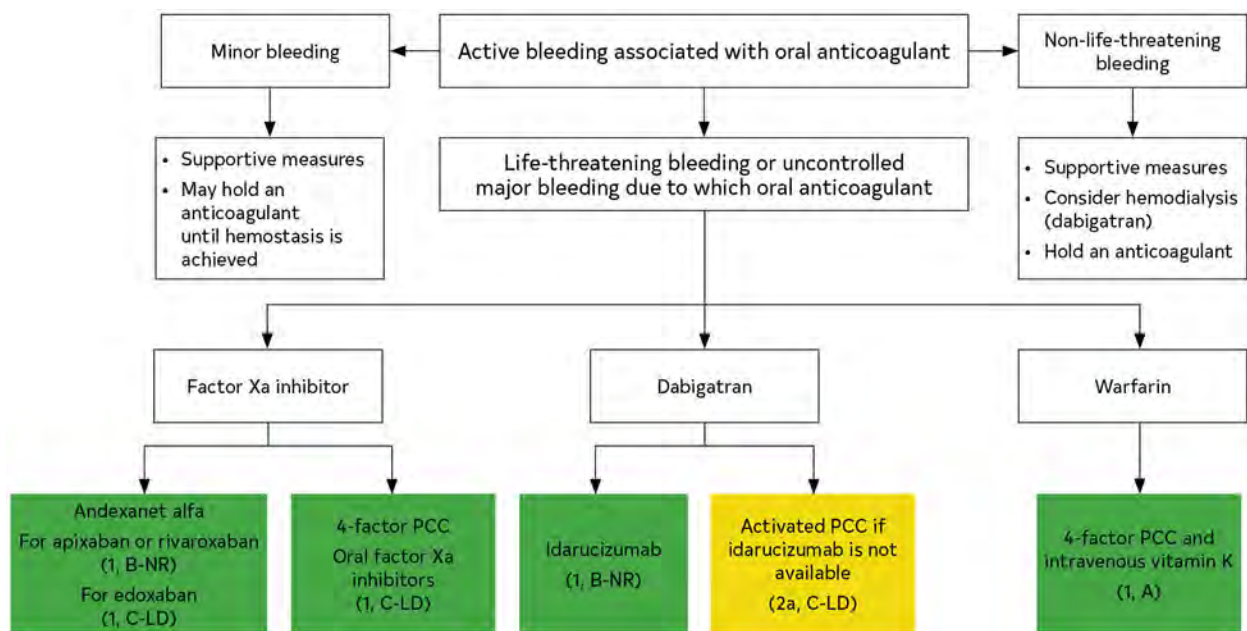 Minor bleeding
Active bleeding associated with oral anticoagulant
Non-life-threatening
bleeding
• Supportive measures
• May hold an
anticoagulant
until hemostasis is
achieved
Life-threatening bleeding or uncontrolled
major bleeding due to which oral anticoagulant
• Supportive measures
• Consider hemodialysis
(dabigatran)
• Hold an anticoagulant
Factor Xa inhibitor
Dabigatran
Warfarin
Andexanet alfa
For apixaban or rivaroxaban
(1, B-NR)
For edoxaban
(1, C-LD)
4-factor PCC
Oral factor Xa
inhibitors
(1, C-LD)
Idarucizumab
(1, B-NR)
Activated PCC if
idarucizumab is not
available
(2a, C-LD)
4-factor PCC and
intravenous vitamin K
(1, A)